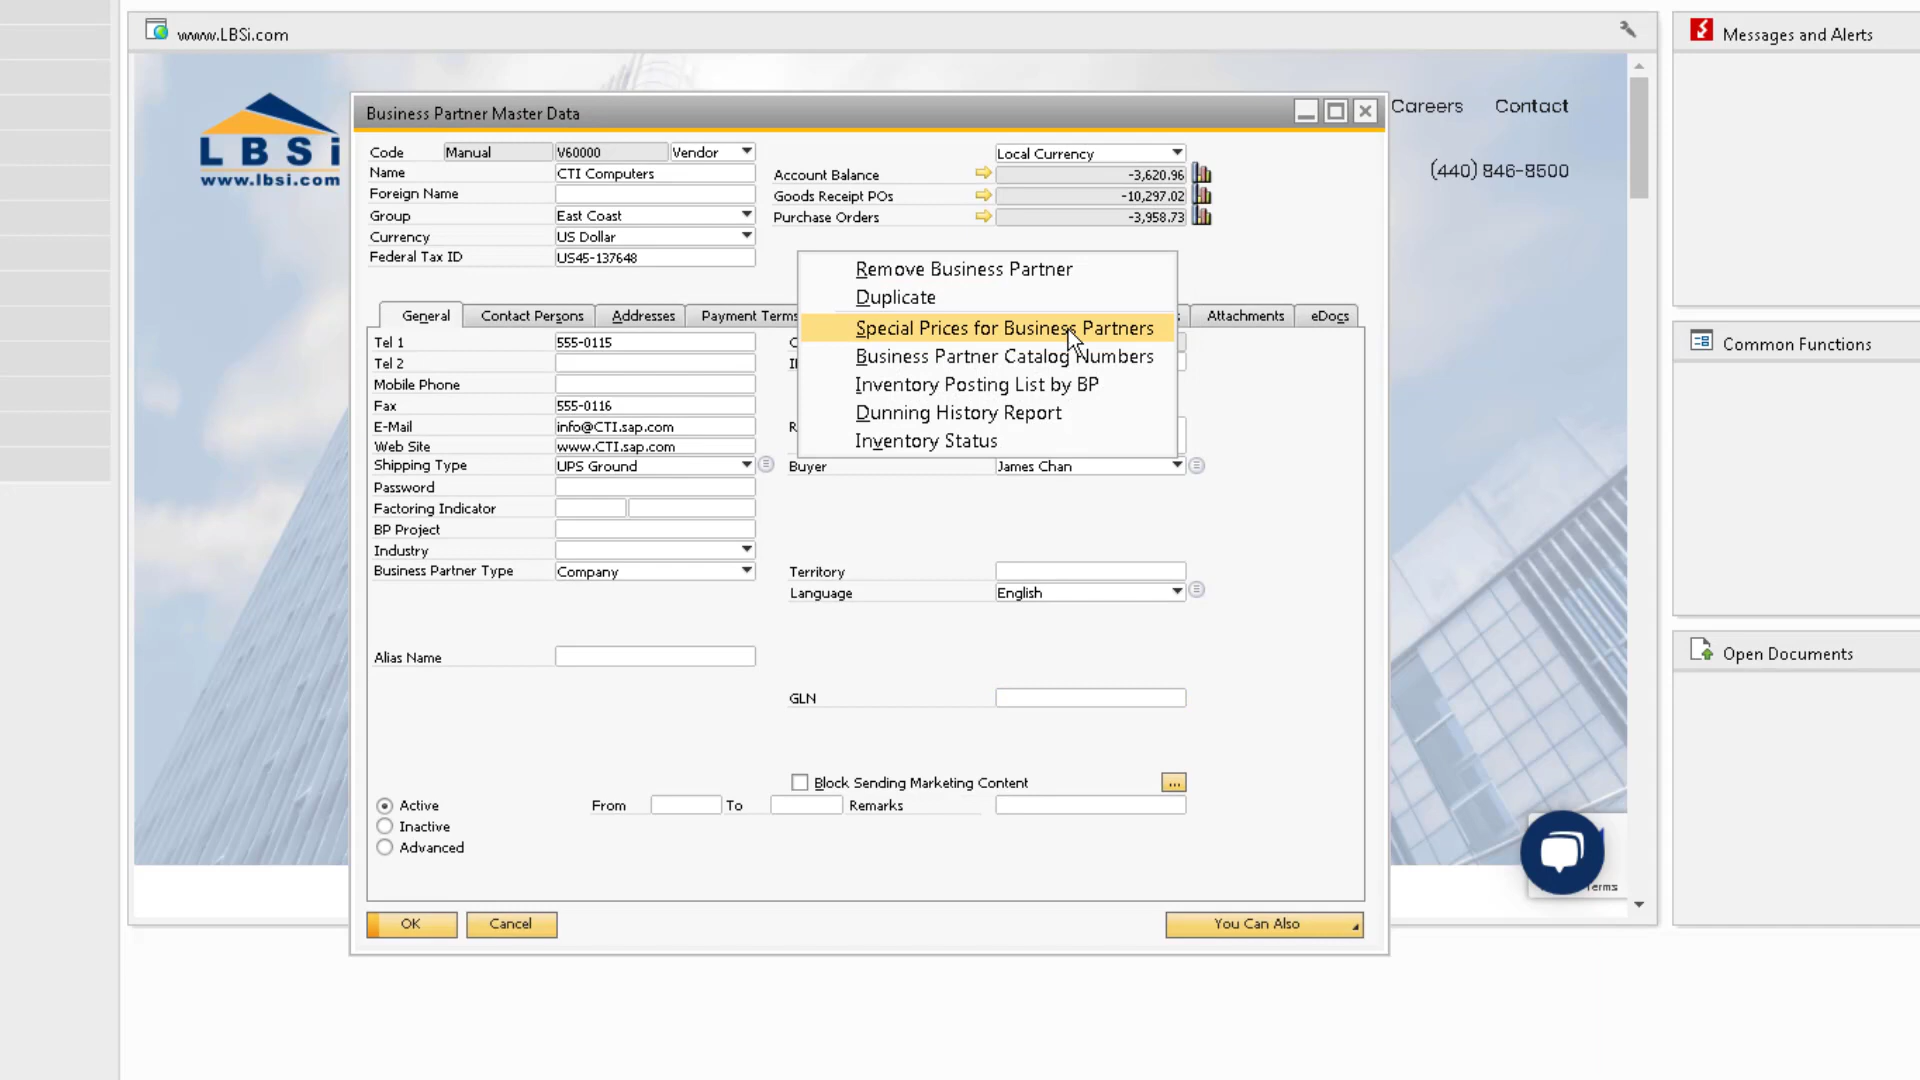 www.LBSi.com
Messages and Alerts
LBSi
www.lbsi.com
Careers Contact
(440) 846-8500
Business Partner Master Data
Code Manual V60000 Vendor Local Currency
Name CTI Computers Account Balance -3,620.96
Foreign Name Goods Receipt POs -10,297.02
Group East Coast Purchase Orders -3,958.73
Currency US Dollar
Federal Tax ID US45-137648
Remove Business Partner
Duplicate
Special Prices for Business Partners
Business Partner Catalog Numbers
Inventory Posting List by BP
Dunning History Report
Inventory Status
General Contact Persons Addresses Payment Terms Attachments eDocs
Tel 1 555-0115
Tel 2
Mobile Phone
Fax 555-0116
E-Mail info@CTI.sap.com
Web Site www.CTI.sap.com
Shipping Type UPS Ground Buyer James Chan
Password
Factoring Indicator
BP Project
Industry
Business Partner Type Company Territory
Language English
Alias Name
GLN
Block Sending Marketing Content ...
Active From To Remarks
Inactive
Advanced
OK Cancel You Can Also
Common Functions
Open Documents
Terms